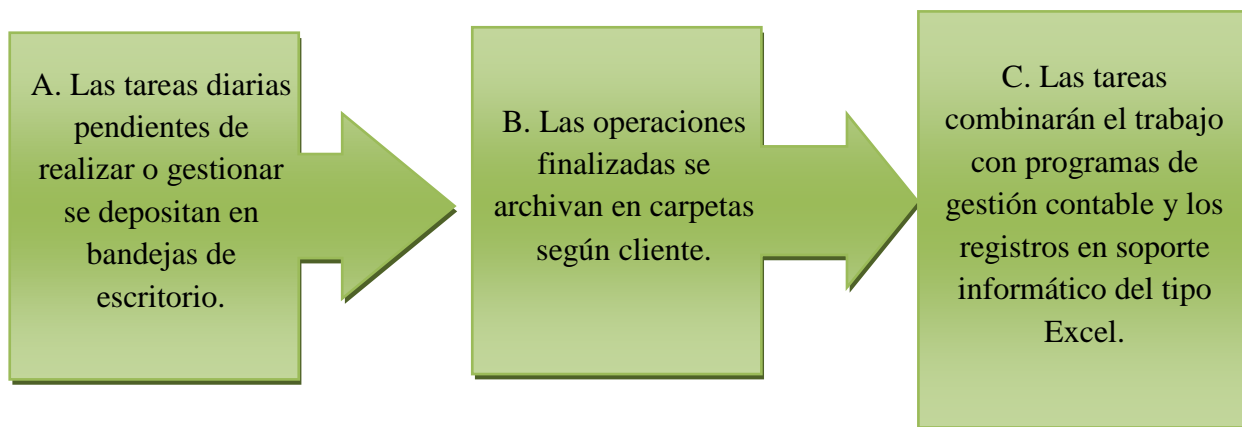 A. Las tareas diarias
pendientes de
realizar o gestionar
se depositan en
bandejas de
escritorio.
B. Las operaciones
finalizadas se
archivan en carpetas
según cliente.
C. Las tareas
combinarán el trabajo
con programas de
gestión contable y los
registros en soporte
informático del tipo
Excel.